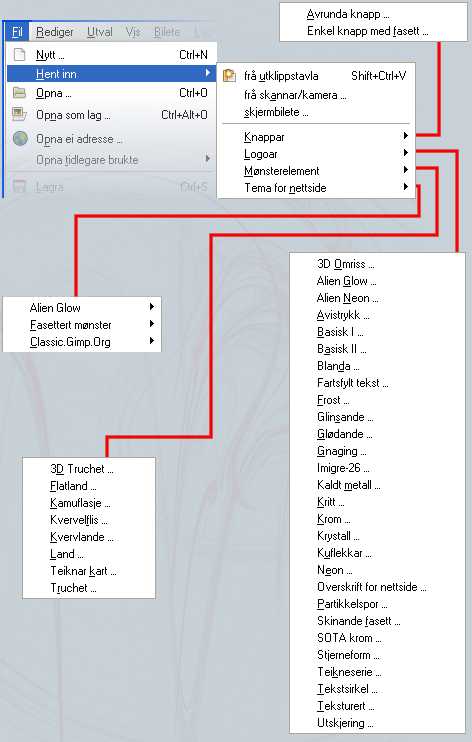 Avrunda knapp ...
Enkel knapp med fasett ...
Fil Rediger Utval Vis Bilete Lag
Nytt ... Ctrl+N
Hent inn
Opna ... Ctrl+O
Opna som lag ... Ctrl+Alt+O
Opna ei adresse ...
Opna tidlegare brukte
Lagra Ctrl+S
frå utklippstavla Shift+Ctrl+V
frå skannar/kamera ...
skjermbilete ...
Knappar
Logoar
Mønsterelement
Tema for nettside
Alien Glow
Fasettert mønster
Classic.Gimp.Org
3D Truchet ...
Flatland ...
Kamuflasje ...
Kvervelflis ...
Kvervlande ...
Land ...
Teiknar kart ...
Truchet ...
3D Omriss ...
Alien Glow ...
Alien Neon ...
Avistrykk ...
Basisk I ...
Basisk II ...
Blanda ...
Fartsfylt tekst ...
Frost ...
Glinsande ...
Glødande ...
Gnaging ...
Imigre-26 ...
Kaldt metall ...
Kritt ...
Krom ...
Krystall ...
Kuflekkar ...
Neon ...
Overskrift for nettside ...
Partikkelspor ...
Skinande fasett ...
SOTA krom ...
Stjerneform ...
Teikneserie ...
Tekstsirkel ...
Teksturert ...
Utskjering ...